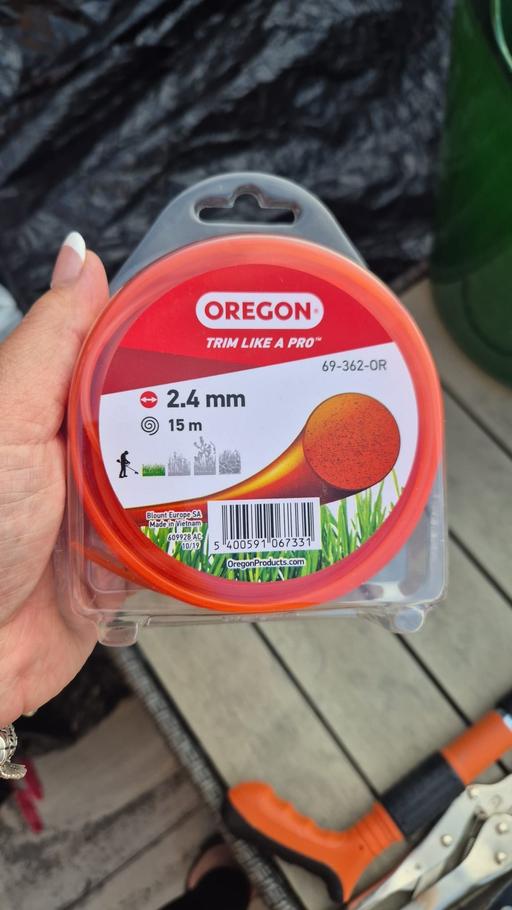 OREGON®
TRIM LIKE A PRO™
69-362-OR
2.4 mm
15 m
Blount Europe SA
Made in Vietnam
609928 AC
10/19
5 400591 067331
OregonProducts.com